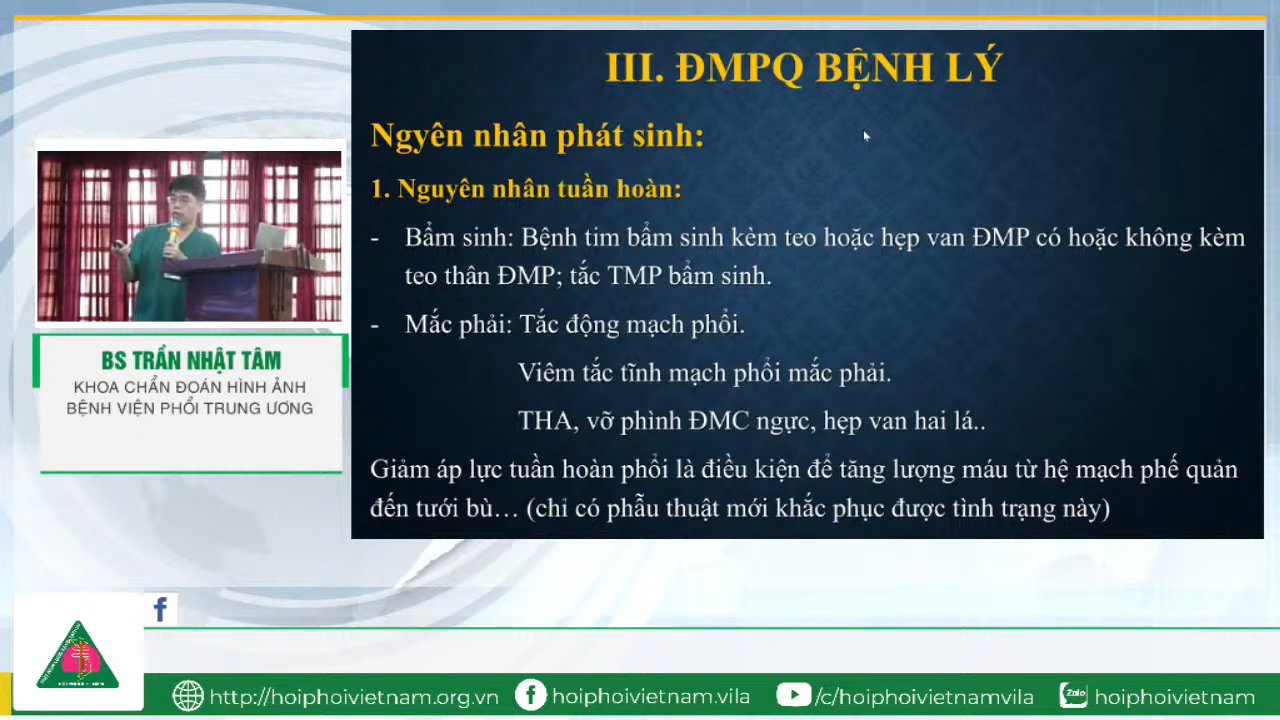 III. ĐMPQ BỆNH LÝ
Ngyên nhân phát sinh:
1. Nguyên nhân tuần hoàn:
- Bẩm sinh: Bệnh tim bẩm sinh kèm teo hoặc hẹp van ĐMP có hoặc không kèm
teo thân ĐMP; tắc TMP bẩm sinh.
- Mắc phải: Tắc động mạch phổi.
Viêm tắc tĩnh mạch phổi mắc phải.
THA, vỡ phình ĐMC ngực, hẹp van hai lá..
Giảm áp lực tuần hoàn phổi là điều kiện để tăng lượng máu từ hệ mạch phế quản
đến tưới bù… (chỉ có phẫu thuật mới khắc phục được tình trạng này)
BS TRẦN NHẬT TÂM
KHOA CHẨN ĐOÁN HÌNH ẢNH
BỆNH VIỆN PHỔI TRUNG ƯƠNG
f
http://hoiphoivietnam.org.vn
hoiphoivietnam.vila
/c/hoiphoivietnamvila
Zalo
hoiphoivietnam